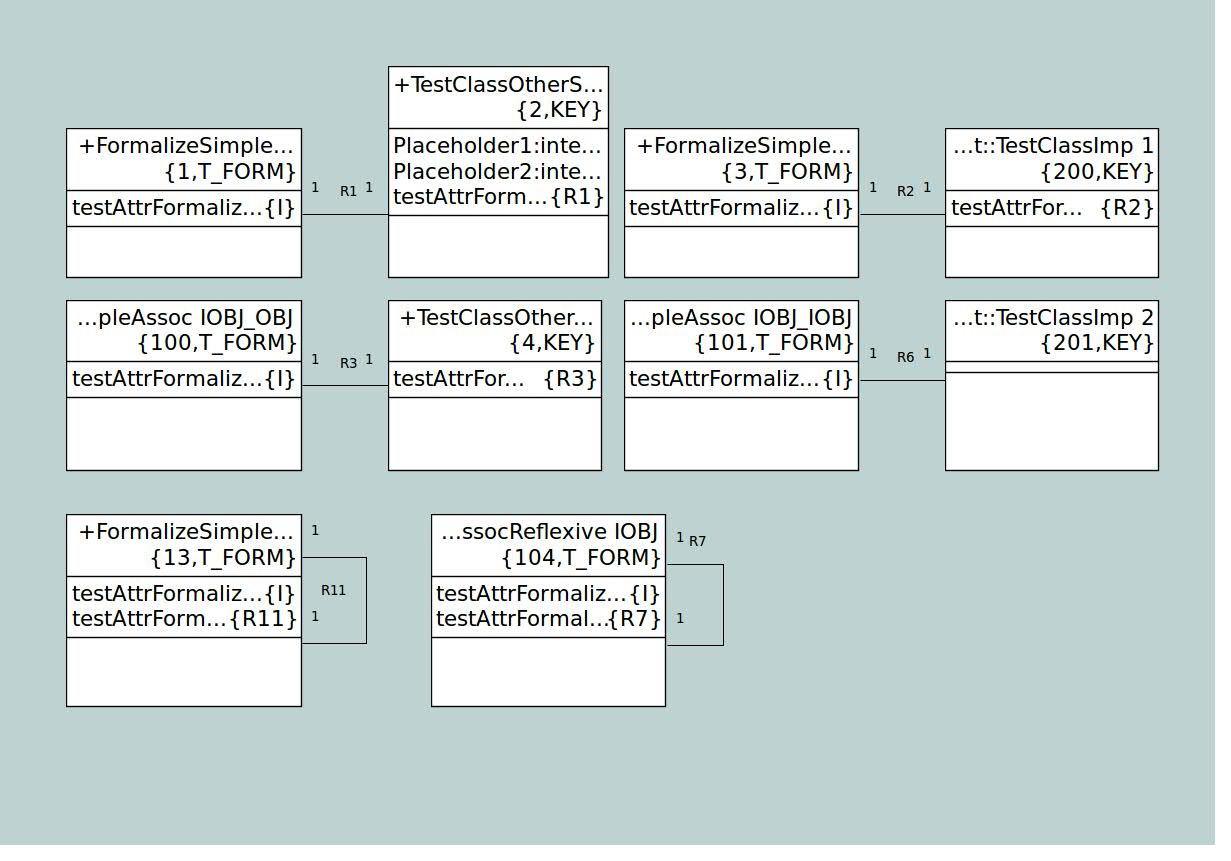 +TestClassOtherS...
{2,KEY}
Placeholder1:inte...
Placeholder2:inte...
testAttrForm...{R1}
+FormalizeSimple...
{1,T_FORM}
testAttrFormaliz...{I}
1 R1 1
+FormalizeSimple...
{3,T_FORM}
testAttrFormaliz...{I}
1 R2 1
...t::TestClassImp 1
{200,KEY}
testAttrFor... {R2}
...pleAssoc IOBJ_OBJ
{100,T_FORM}
testAttrFormaliz...{I}
1 R3 1
+TestClassOther...
{4,KEY}
testAttrFor... {R3}
...pleAssoc IOBJ_IOBJ
{101,T_FORM}
testAttrFormaliz...{I}
1 R6 1
...t::TestClassImp 2
{201,KEY}
+FormalizeSimple...
{13,T_FORM}
testAttrFormaliz...{I}
testAttrForm...{R11}
1
R11
1
...ssocReflexive IOBJ
{104,T_FORM}
testAttrFormaliz...{I}
testAttrFormal...{R7}
1 R7
1